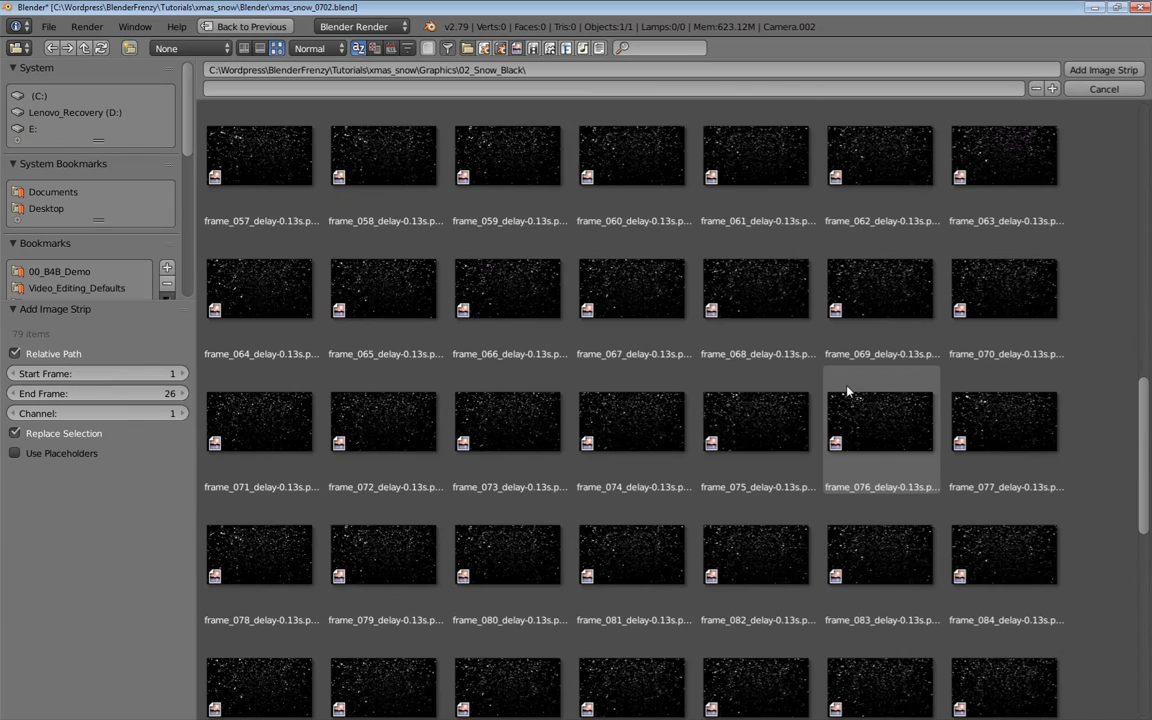 Blender* [C:\Wordpress\BlenderFrenzy\Tutorials\xmas_snow\Blender\xmas_snow_0702.blend]
File Render Window Help Back to Previous Blender Render v2.79 | Verts:0 | Faces:0 | Tris:0 | Objects:1/1 | Lamps:0/0 | Mem:623.12M | Camera.002
None Normal
System
(C:)
Lenovo_Recovery (D:)
E:
System Bookmarks
Documents
Desktop
Bookmarks
00_B4B_Demo
Video_Editing_Defaults
Add Image Strip
79 items
Relative Path
Start Frame: 1
End Frame: 26
Channel: 1
Replace Selection
Use Placeholders
C:\Wordpress\BlenderFrenzy\Tutorials\xmas_snow\Graphics\02_Snow_Black\ Add Image Strip
Cancel
frame_057_delay-0.13s.p... frame_058_delay-0.13s.p... frame_059_delay-0.13s.p... frame_060_delay-0.13s.p... frame_061_delay-0.13s.p... frame_062_delay-0.13s.p... frame_063_delay-0.13s.p...
frame_064_delay-0.13s.p... frame_065_delay-0.13s.p... frame_066_delay-0.13s.p... frame_067_delay-0.13s.p... frame_068_delay-0.13s.p... frame_069_delay-0.13s.p... frame_070_delay-0.13s.p...
frame_071_delay-0.13s.p... frame_072_delay-0.13s.p... frame_073_delay-0.13s.p... frame_074_delay-0.13s.p... frame_075_delay-0.13s.p... frame_076_delay-0.13s.p... frame_077_delay-0.13s.p...
frame_078_delay-0.13s.p... frame_079_delay-0.13s.p... frame_080_delay-0.13s.p... frame_081_delay-0.13s.p... frame_082_delay-0.13s.p... frame_083_delay-0.13s.p... frame_084_delay-0.13s.p...